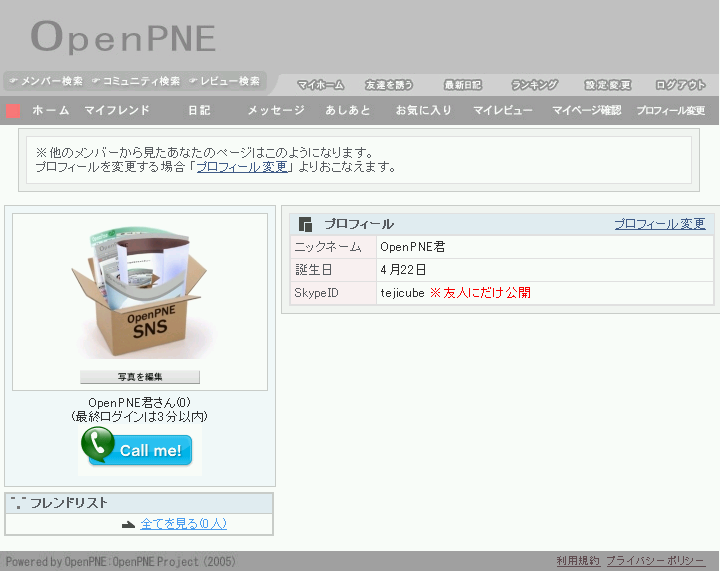 OpenPNE
☞ メンバー検索 ☞ コミュニティ検索 ☞ レビュー検索
マイホーム 友達を誘う 最新日記 ランキング 設定変更 ログアウト
ホーム マイフレンド 日記 メッセージ あしあと お気に入り マイレビュー マイページ確認 プロフィール変更
※他のメンバーから見たあなたのページはこのようになります。
プロフィールを変更する場合「プロフィール変更」よりおこなえます。
OpenPNE
SNS
写真を編集
OpenPNE君さん(0)
(最終ログインは3分以内)
Call me!
フレンドリスト
全てを見る(0人)
プロフィール プロフィール変更
ニックネーム OpenPNE君
誕生日 4月22日
SkypeID tejicube ※友人にだけ公開
Powered by OpenPNE:OpenPNE Project (2005) 利用規約 プライバシーポリシー